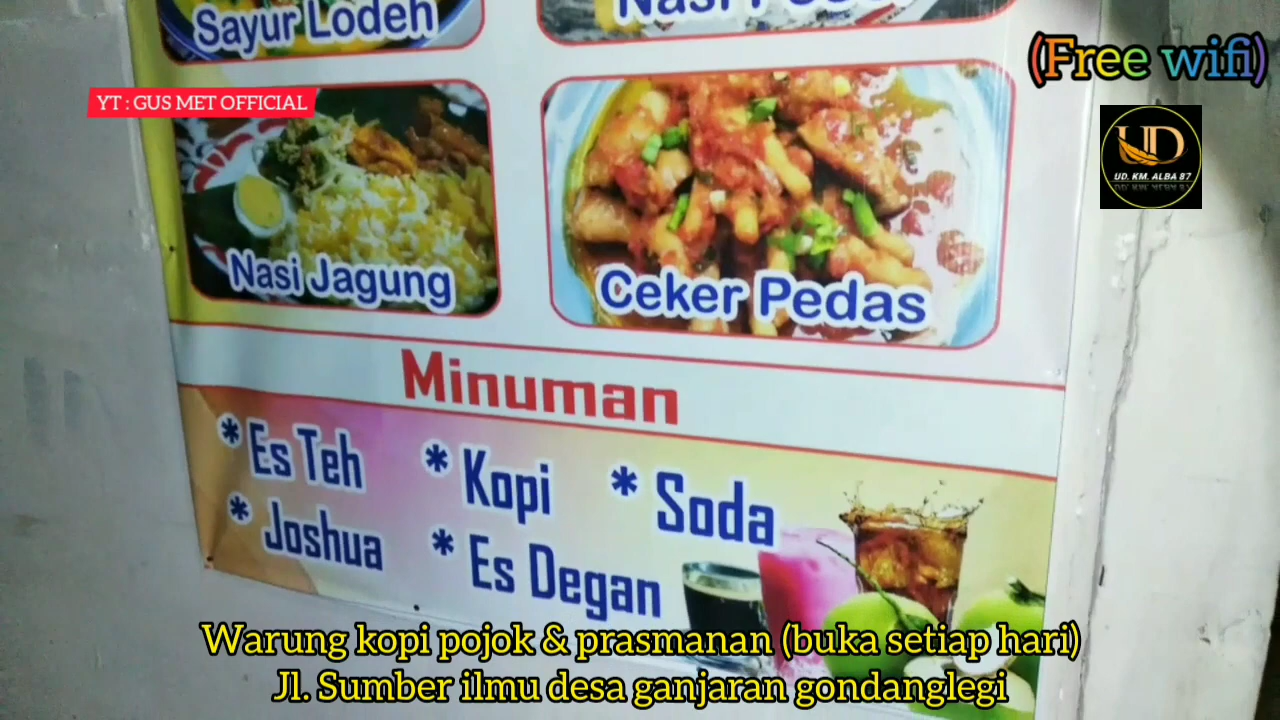 Sayur Lodeh
Nasi
(Free wifi)
YT : GUS MET OFFICIAL
UD
UD. KM. ALBA 87
Nasi Jagung
Ceker Pedas
Minuman
* Es Teh
* Kopi
* Soda
* Joshua
* Es Degan
Warung kopi pojok & prasmanan (buka setiap hari)
Jl. Sumber ilmu desa ganjaran gondanglegi